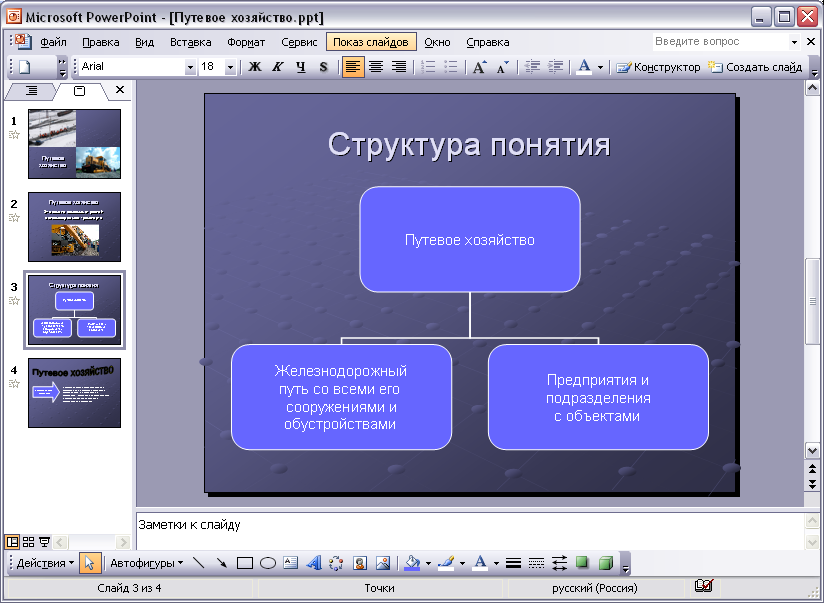 Microsoft PowerPoint - [Путевое хозяйство.ppt]
Файл Правка Вид Вставка Формат Сервис Показ слайдов Окно Справка Введите вопрос
Arial 18 Ж К Ч S A A A Конструктор Создать слайд
1
Путевое
хозяйство
2
Путевое хозяйство
3
Структура понятия
4
Путевое хозяйство
Структура понятия
Путевое хозяйство
Железнодорожный
путь со всеми его
сооружениями и
обустройствами
Предприятия и
подразделения
с объектами
Заметки к слайду
Действия Автофигуры A A
Слайд 3 из 4 Точки русский (Россия)